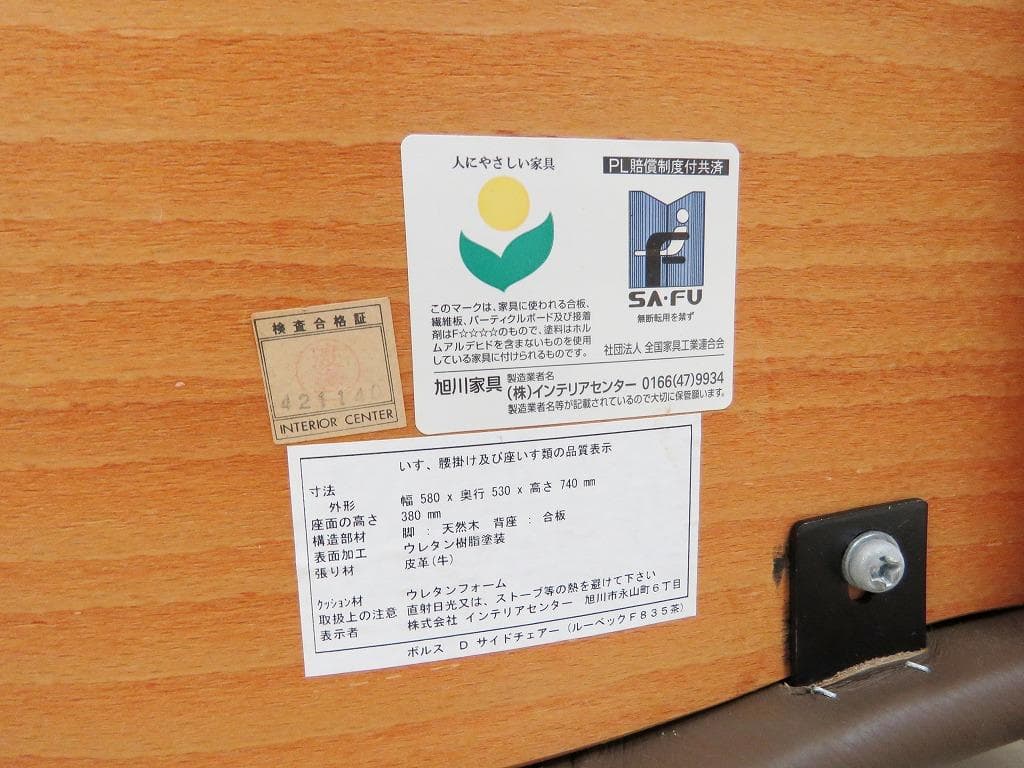 人にやさしい家具
PL賠償制度付共済
SA・FU
無断転用を禁ず
このマークは、家具に使われる合板、
繊維板、パーティクルボード及び接着
剤はF☆☆☆☆のもので、塗料はホル
ムアルデヒドを含まないものを使用
している家具に付けられるものです。
社団法人 全国家具工業連合会
旭川家具 製造業者名
(株)インテリアセンター 0166(47)9934
製造業者名等が記載されているので大切に保管願います。
検査合格証
INTERIOR CENTER
いす、腰掛け及び座いす類の品質表示
寸法
外形 幅 580 x 奥行 530 x 高さ 740 mm
座面の高さ 380 mm
構造部材 脚 : 天然木 背座 : 合板
表面加工 ウレタン樹脂塗装
張り材 皮革(牛)
クッション材 ウレタンフォーム
取扱上の注意 直射日光又は、ストーブ等の熱を避けて下さい
表示者 株式会社 インテリアセンター 旭川市永山町6丁目
ボルス D サイドチェアー (ルーベックF835茶)